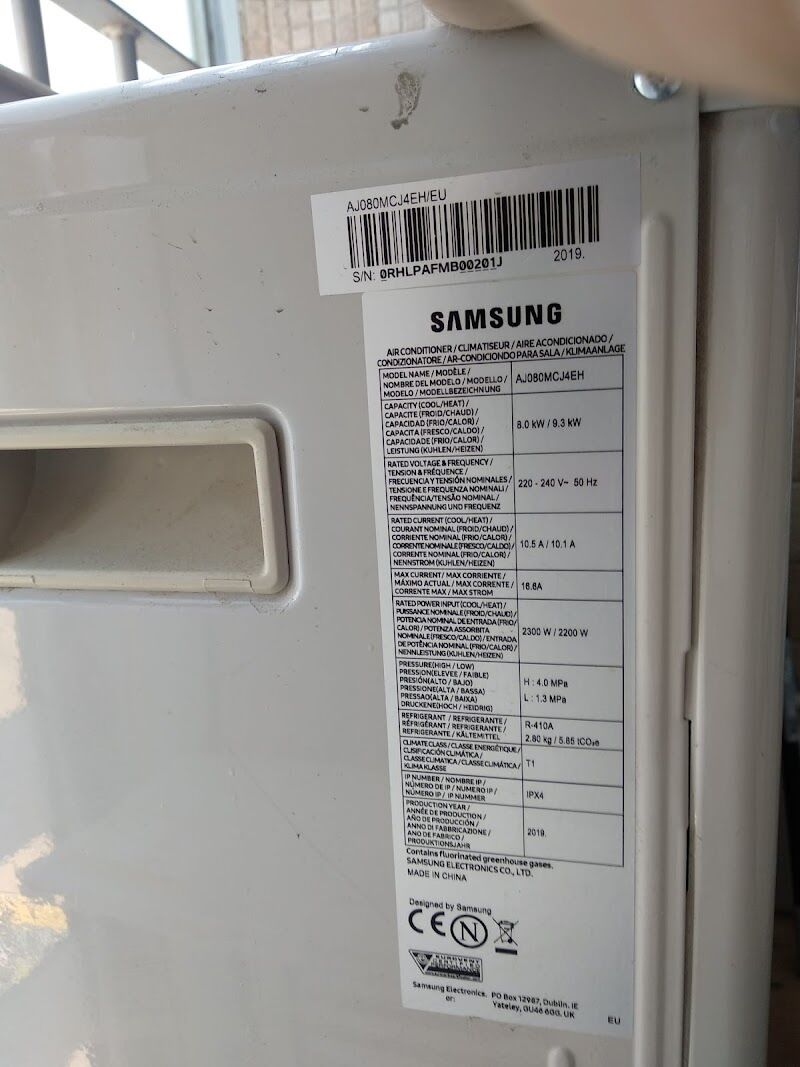 AJ080MCJ4EH/EU
S/N: 0RHLPAFMB00201J
2019.
SAMSUNG
AIR CONDITIONER / CLIMATISEUR / AIRE ACONDICIONADO /
CONDIZIONATORE / AR-CONDICIONDO PARA SALA / KLIMAANLAGE
MODEL NAME / MODÈLE /
NOMBRE DEL MODELO / MODELLO /
MODELO / MODELLBEZEICHNUNG
AJ080MCJ4EH
CAPACITY (COOL/HEAT) /
CAPACITE (FROID/CHAUD) /
CAPACIDAD (FRIO/CALOR) /
CAPACITA (FRESCO/CALDO) /
CAPACIDADE (FRIO/CALOR) /
LEISTUNG (KUHLEN/HEIZEN)
8.0 kW / 9.3 kW
RATED VOLTAGE & FREQUENCY /
TENSION & FRÉQUENCE /
FRECUENCIA Y TENSIÓN NOMINALES /
TENSIONE E FREQUENZA NOMINALI /
FREQUÊNCIA/TENSÃO NOMINAL /
NENNSPANNUNG UND FREQUENZ
220 - 240 V~ 50 Hz
RATED CURRENT (COOL/HEAT) /
COURANT NOMINAL (FROID/CHAUD) /
CORRIENTE NOMINAL (FRIO/CALOR) /
CORRENTE NOMINALE (FRESCO/CALDO) /
CORRENTE NOMINAL (FRIO/CALOR) /
NENNSTROM (KUHLEN/HEIZEN)
10.5 A / 10.1 A
MAX CURRENT / MAX CORRIENTE /
MÁXIMO ACTUAL / MAX CORRENTE /
CORRENTE MAX / MAX STROM
16.6A
RATED POWER INPUT (COOL/HEAT) /
PUISSANCE NOMINALE (FROID/CHAUD) /
POTENCIA NOMINAL DE ENTRADA (FRIO/
CALOR) / POTENZA ASSORBITA
NOMINALE (FRESCO/CALDO) / ENTRADA
DE POTÊNCIA NOMINAL (FRIO/CALOR) /
NENNLEISTUNG (KUHLEN/HEIZEN)
2300 W / 2200 W
PRESSURE(HIGH / LOW)
PRESSION(ELEVEE / FAIBLE)
PRESIÓN(ALTO / BAJO)
PRESSIONE(ALTA / BASSA)
PRESSAO(ALTA / BAIXA)
DRUCKENE(HOCH / HEIDRIG)
H : 4.0 MPa
L : 1.3 MPa
REFRIGERANT / REFRIGERANTE /
RÉFRIGÉRANT / REFRIGERANTE /
REFRIGERANTE / KÄLTEMITTEL
R-410A
2.80 kg / 5.85 tCO₂e
CLIMATE CLASS / CLASSE ENERGÉTIQUE /
CLISIFICACIÓN CLIMÁTICA /
CLASSE CLIMATICA / CLASSE CLIMÁTICA /
KLIMA KLASSE
T1
IP NUMBER / NOMBRE IP /
NÚMERO DE IP / NUMERO IP /
NÚMERO IP / IP NUMMER
IPX4
PRODUCTION YEAR /
ANNÉE DE PRODUCTION /
AÑO DE PRODUCCIÓN /
ANNO DI FABBRICAZIONE /
ANO DE FABRICO /
PRODUKTIONSJAHR
2019.
Contains fluorinated greenhouse gases.
SAMSUNG ELECTRONICS CO., LTD.
MADE IN CHINA
Designed by Samsung
CE N
Samsung Electronics. PO Box 12987, Dublin. IE
or: Yateley, GU46 6GG. UK
EU